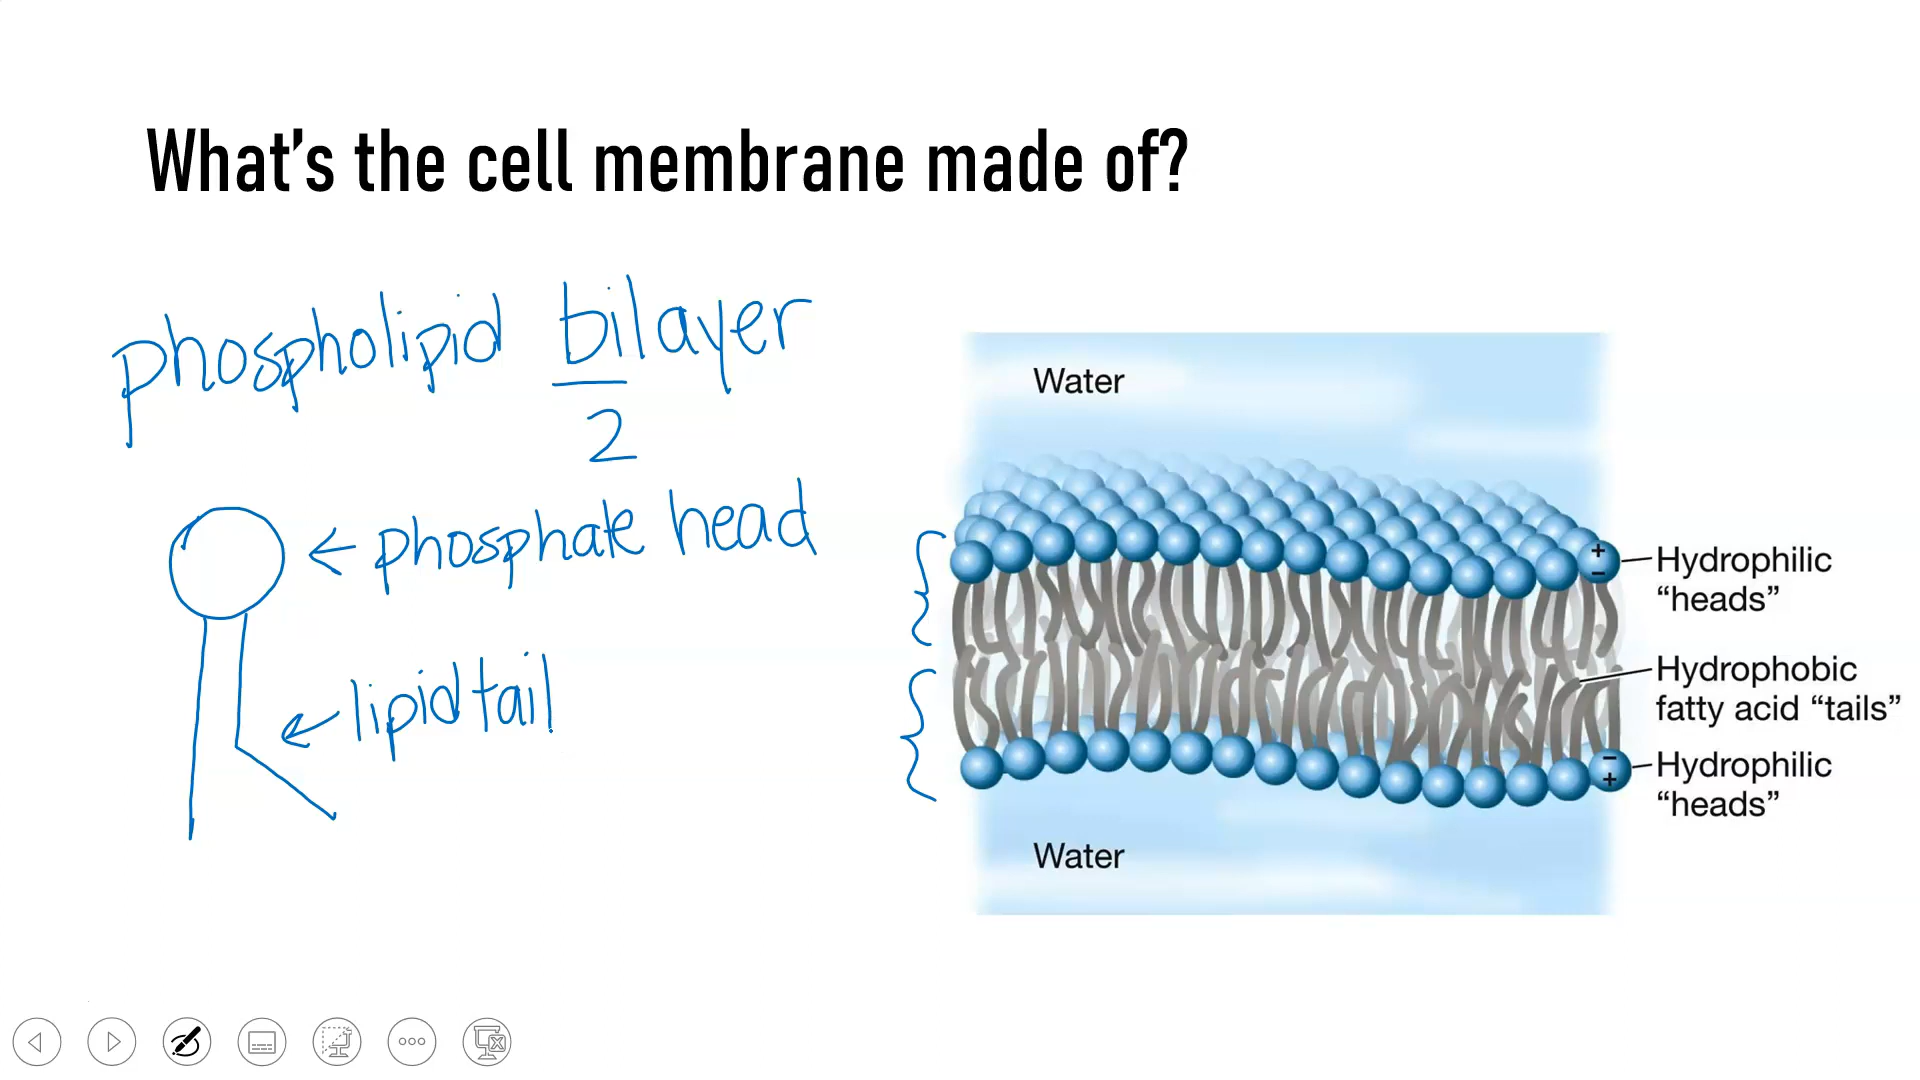 What's the cell membrane made of?
phospholipid bilayer
2
← phosphate head
← lipid tail
Water
+
−
Hydrophilic
“heads”
Hydrophobic
fatty acid “tails”
−
+
Hydrophilic
“heads”
Water